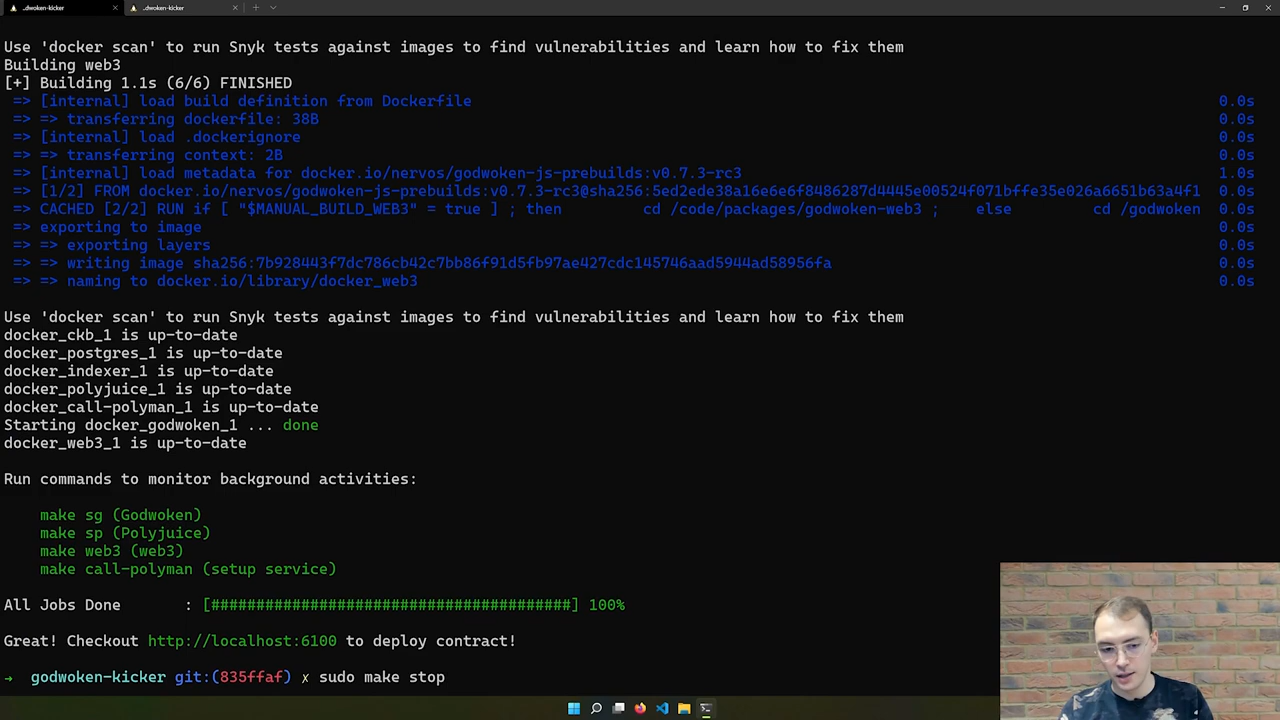 ..dwoken-kicker
..dwoken-kicker
Use 'docker scan' to run Snyk tests against images to find vulnerabilities and learn how to fix them
Building web3
[+] Building 1.1s (6/6) FINISHED
=> [internal] load build definition from Dockerfile 0.0s
=> => transferring dockerfile: 38B 0.0s
=> [internal] load .dockerignore 0.0s
=> => transferring context: 2B 0.0s
=> [internal] load metadata for docker.io/nervos/godwoken-js-prebuilds:v0.7.3-rc3 1.0s
=> [1/2] FROM docker.io/nervos/godwoken-js-prebuilds:v0.7.3-rc3@sha256:5ed2ede38a16e6e6f8486287d4445e00524f071bffe35e026a6651b63a4f1 0.0s
=> CACHED [2/2] RUN if [ "$MANUAL_BUILD_WEB3" = true ] ; then cd /code/packages/godwoken-web3 ; else cd /godwoken 0.0s
=> exporting to image 0.0s
=> => exporting layers 0.0s
=> => writing image sha256:7b928443f7dc786cb42c7bb86f91d5fb97ae427cdc145746aad5944ad58956fa 0.0s
=> => naming to docker.io/library/docker_web3 0.0s
Use 'docker scan' to run Snyk tests against images to find vulnerabilities and learn how to fix them
docker_ckb_1 is up-to-date
docker_postgres_1 is up-to-date
docker_indexer_1 is up-to-date
docker_polyjuice_1 is up-to-date
docker_call-polyman_1 is up-to-date
Starting docker_godwoken_1 ... done
docker_web3_1 is up-to-date
Run commands to monitor background activities:
make sg (Godwoken)
make sp (Polyjuice)
make web3 (web3)
make call-polyman (setup service)
All Jobs Done : [########################################] 100%
Great! Checkout http://localhost:6100 to deploy contract!
→ godwoken-kicker git:(835ffaf) ✗ sudo make stop